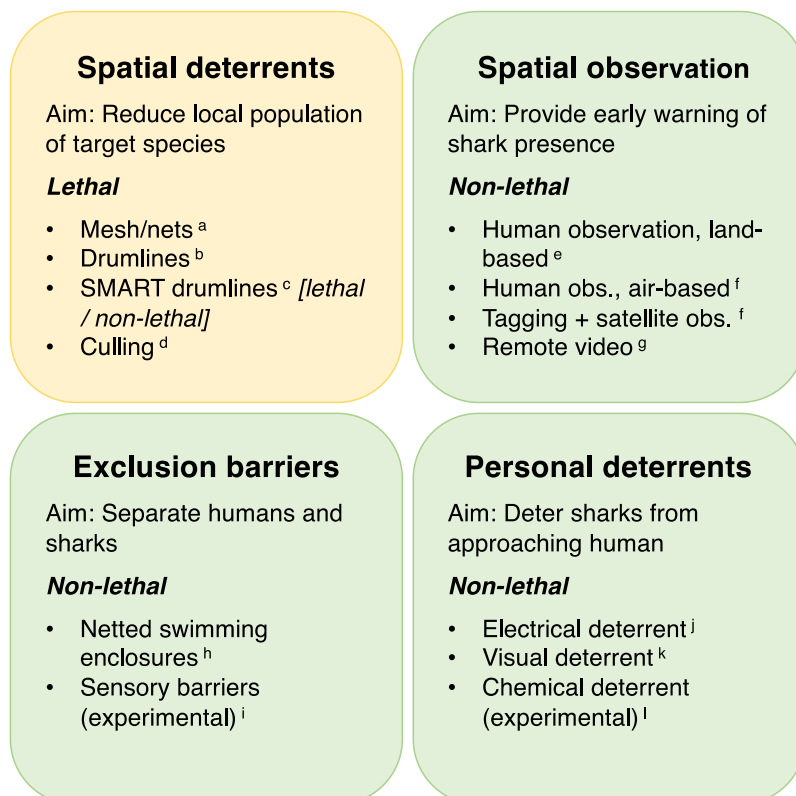 Spatial deterrents
Aim: Reduce local population
of target species
Lethal
• Mesh/nets a
• Drumlines b
• SMART drumlines c [lethal
/ non-lethal]
• Culling d
Spatial observation
Aim: Provide early warning of
shark presence
Non-lethal
• Human observation, land-
based e
• Human obs., air-based f
• Tagging + satellite obs. f
• Remote video g
Exclusion barriers
Aim: Separate humans and
sharks
Non-lethal
• Netted swimming
enclosures h
• Sensory barriers
(experimental) i
Personal deterrents
Aim: Deter sharks from
approaching human
Non-lethal
• Electrical deterrent j
• Visual deterrent k
• Chemical deterrent
(experimental) l